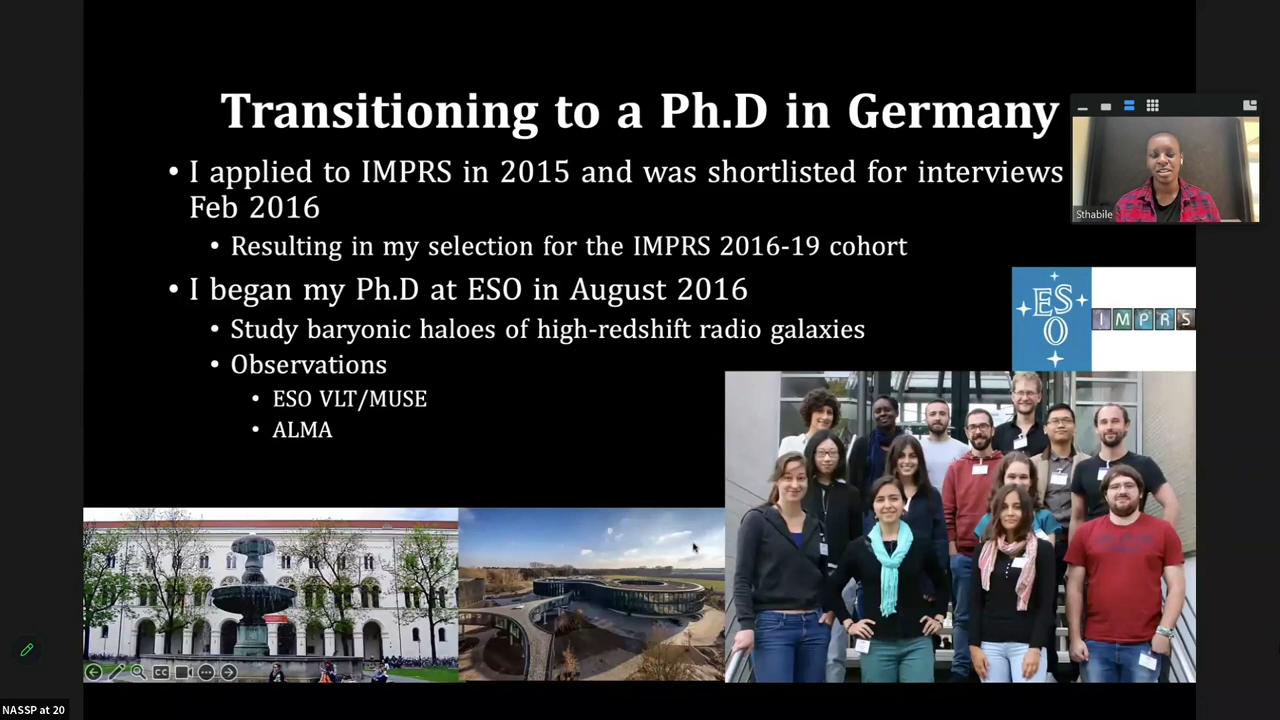 Transitioning to a Ph.D in Germany
• I applied to IMPRS in 2015 and was shortlisted for interviews
Feb 2016
• Resulting in my selection for the IMPRS 2016-19 cohort
• I began my Ph.D at ESO in August 2016
• Study baryonic haloes of high-redshift radio galaxies
• Observations
• ESO VLT/MUSE
• ALMA
Sthabile
ES
O
IMPRS
CC
NASSP at 20